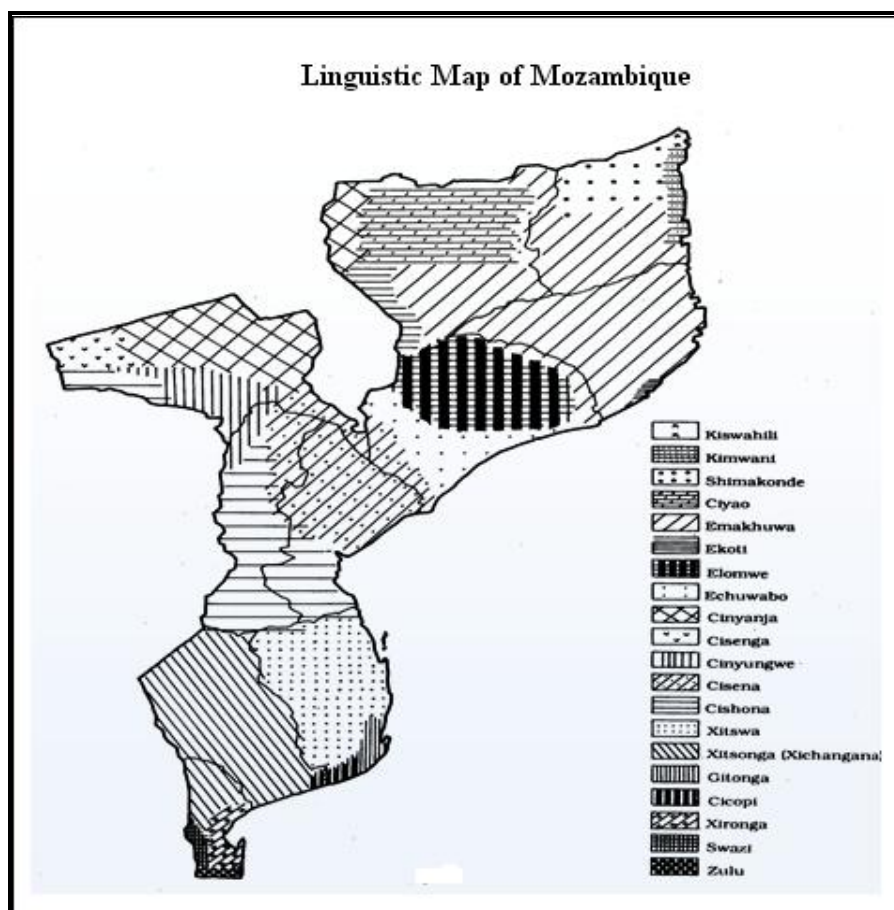 Linguistic Map of Mozambique
Kiswahili
Kimwani
Shimakonde
Ciyao
Emakhuwa
Ekoti
Elomwe
Echuwabo
Cinyanja
Cisenga
Cinyungwe
Cisena
Cishona
Xitswa
Xitsonga (Xichangana)
Gitonga
Cicopi
Xironga
Swazi
Zulu